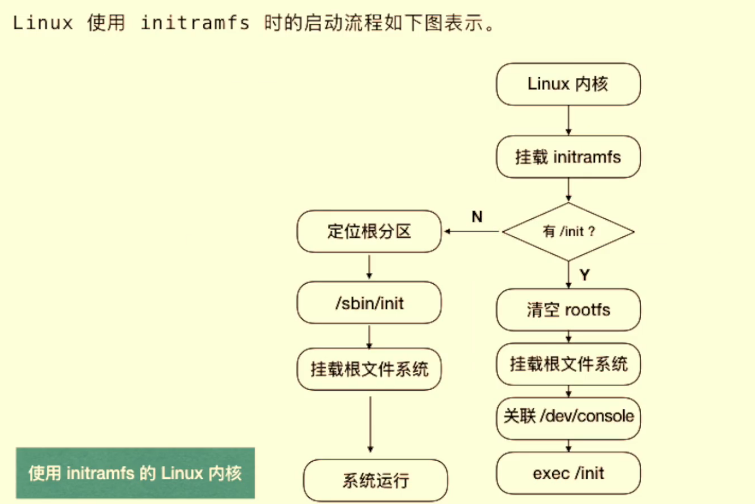 Linux 使用 initramfs 时的启动流程如下图表示。
Linux 内核
挂载 initramfs
有 /init ?
N
Y
定位根分区
/sbin/init
挂载根文件系统
系统运行
清空 rootfs
挂载根文件系统
关联 /dev/console
exec /init
使用 initramfs 的 Linux 内核